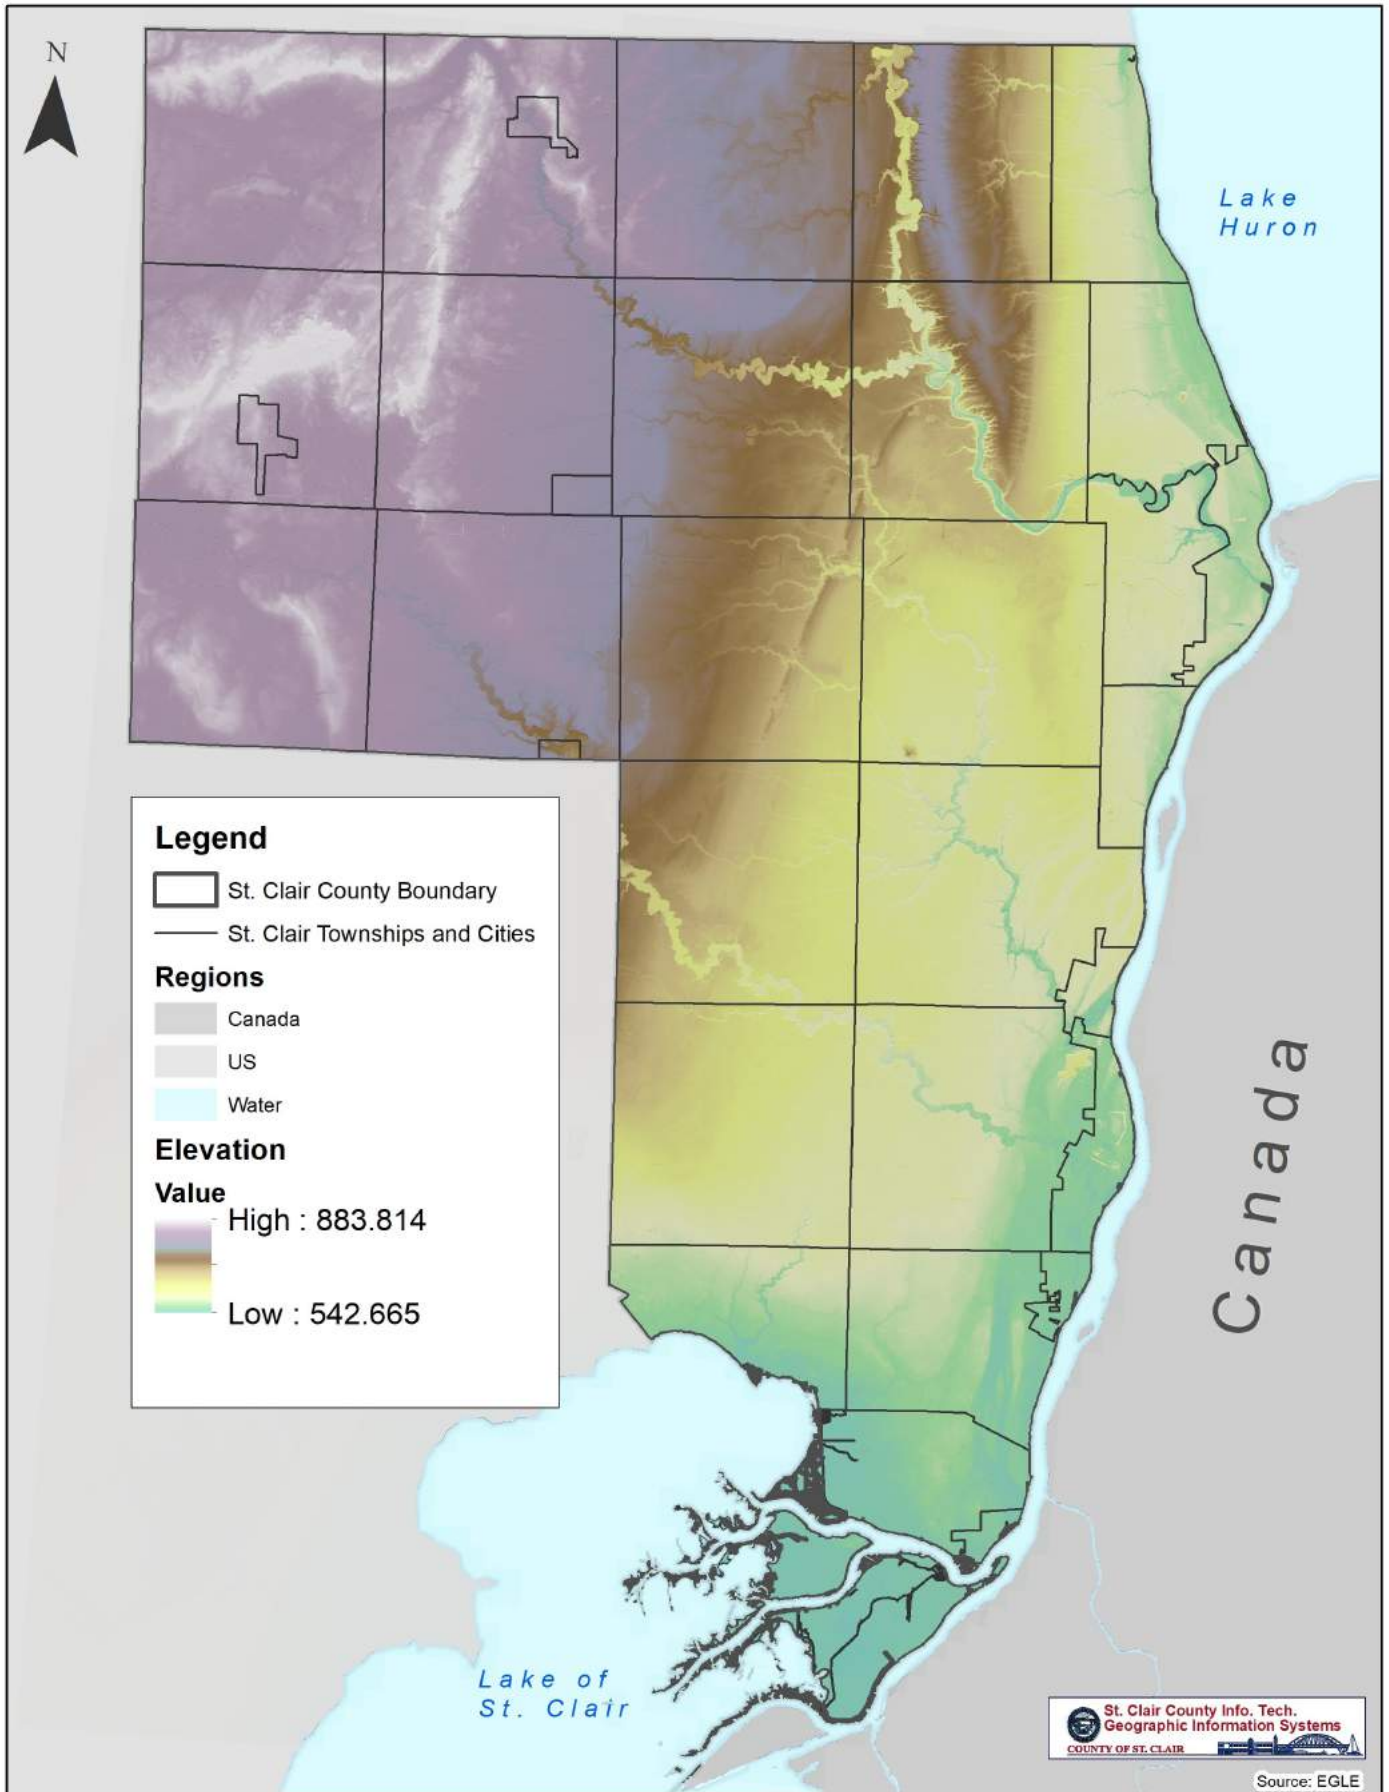 N
Lake
Huron
Legend
St. Clair County Boundary
St. Clair Townships and Cities
Regions
Canada
US
Water
Elevation
Value
High : 883.814
Low : 542.665
Canada
Lake of
St. Clair
St. Clair County Info. Tech.
Geographic Information Systems
COUNTY OF ST. CLAIR
Source: EGLE